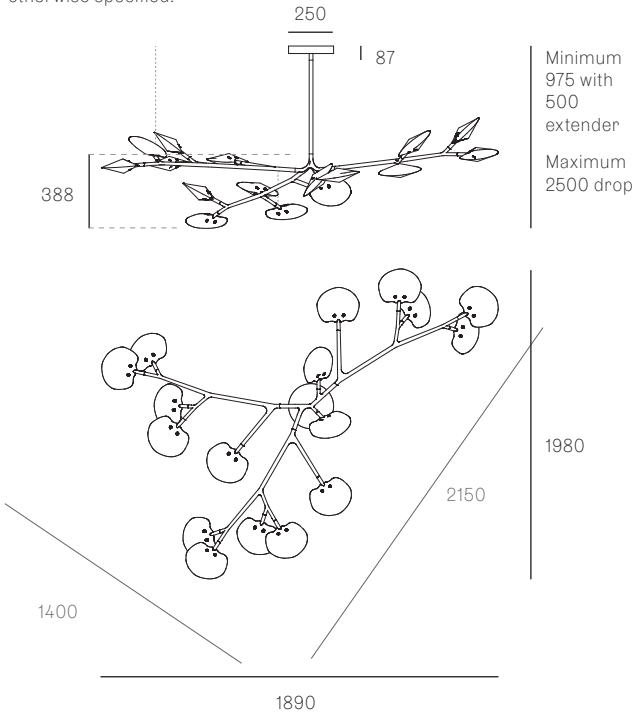 otherwise specified.
250
87
Minimum
975 with
500
extender
Maximum
2500 drop
388
1980
2150
1400
1890